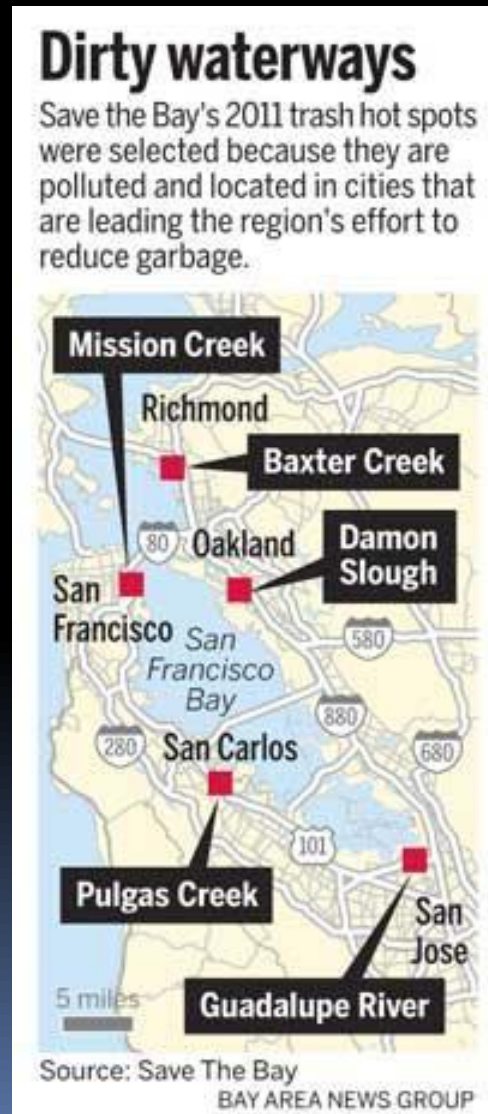 Dirty waterways
Save the Bay's 2011 trash hot spots
were selected because they are
polluted and located in cities that
are leading the region's effort to
reduce garbage.
Mission Creek
Richmond
Baxter Creek
80
Oakland
Damon
Slough
San
Francisco
San
Francisco
Bay
580
880
280
San Carlos
680
101
Pulgas Creek
San
Jose
5 miles
Guadalupe River
Source: Save The Bay
BAY AREA NEWS GROUP